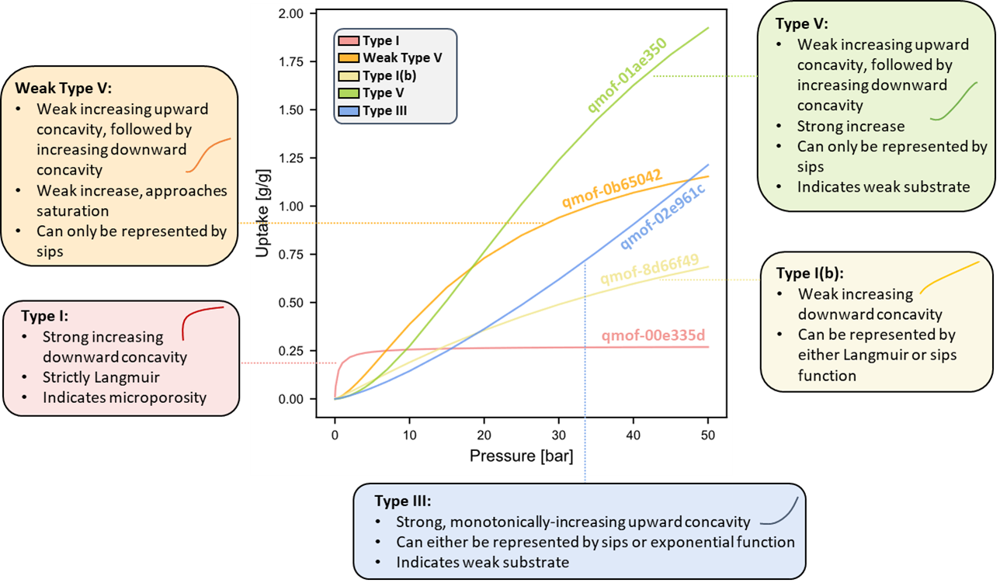 Weak Type V:
• Weak increasing upward
concavity, followed by
increasing downward
concavity
• Weak increase, approaches
saturation
• Can only be represented by
sips
Type I:
• Strong increasing
downward concavity
• Strictly Langmuir
• Indicates microporosity
Type I
Weak Type V
Type I(b)
Type V
Type III
Uptake [g/g]
2.00
1.75
1.50
1.25
1.00
0.75
0.50
0.25
0.00
0
10
20
30
40
50
Pressure [bar]
qmof-01ae350
qmof-0b65042
qmof-02e961c
qmof-8d66f49
qmof-00e335d
Type V:
• Weak increasing upward
concavity, followed by
increasing downward
concavity
• Strong increase
• Can only be represented by
sips
• Indicates weak substrate
Type I(b):
• Weak increasing
downward concavity
• Can be represented by
either Langmuir or sips
function
Type III:
• Strong, monotonically-increasing upward concavity
• Can either be represented by sips or exponential function
• Indicates weak substrate